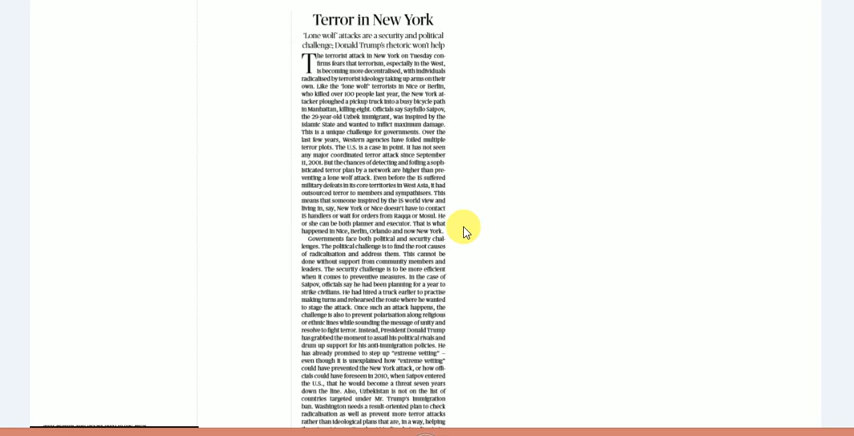 Terror in New York
'Lone wolf' attacks are a security and political
challenge; Donald Trump's rhetoric won't help
The terrorist attack in New York on Tuesday con-
firms fears that terrorism, especially in the West,
is becoming more decentralised, with individuals
radicalised by terrorist ideology taking up arms on their
own. Like the 'lone wolf' terrorists in Nice or Berlin,
who killed over 100 people last year, the New York at-
tacker ploughed a pickup truck into a busy bicycle path
in Manhattan, killing eight. Officials say Sayfullo Saipov,
the 29-year-old Uzbek immigrant, was inspired by the
Islamic State and wanted to inflict maximum damage.
This is a unique challenge for governments. Over the
last few years, Western agencies have foiled multiple
terror plots. The U.S. is a case in point. It has not seen
any major coordinated terror attack since September
11, 2001. But the chances of detecting and foiling a soph-
isticated terror plan by a network are higher than pre-
venting a lone wolf attack. Even before the IS suffered
military defeats in its core territories in West Asia, it had
outsourced terror to members and sympathisers. This
means that someone inspired by the IS world view and
living in, say, New York or Nice doesn't have to contact
IS handlers or wait for orders from Raqqa or Mosul. He
or she can be both planner and executor. That is what
happened in Nice, Berlin, Orlando and now New York.
Governments face both political and security chal-
lenges. The political challenge is to find the root causes
of radicalisation and address them. This cannot be
done without support from community members and
leaders. The security challenge is to be more efficient
when it comes to preventive measures. In the case of
Saipov, officials say he had been planning for a year to
strike civilians. He had hired a truck earlier to practise
making turns and rehearsed the route where he wanted
to stage the attack. Once such an attack happens, the
challenge is also to prevent polarisation along religious
or ethnic lines while sounding the message of unity and
resolve to fight terror. Instead, President Donald Trump
has grabbed the moment to assail his political rivals and
drum up support for his anti-immigration policies. He
has already promised to step up "extreme vetting" –
even though it is unexplained how "extreme vetting"
could have prevented the New York attack, or how offi-
cials could have foreseen in 2010, when Saipov entered
the U.S., that he would become a threat seven years
down the line. Also, Uzbekistan is not on the list of
countries targeted under Mr. Trump's immigration
ban. Washington needs a result-oriented plan to check
radicalisation as well as prevent more terror attacks
rather than ideological plans that are, in a way, helping